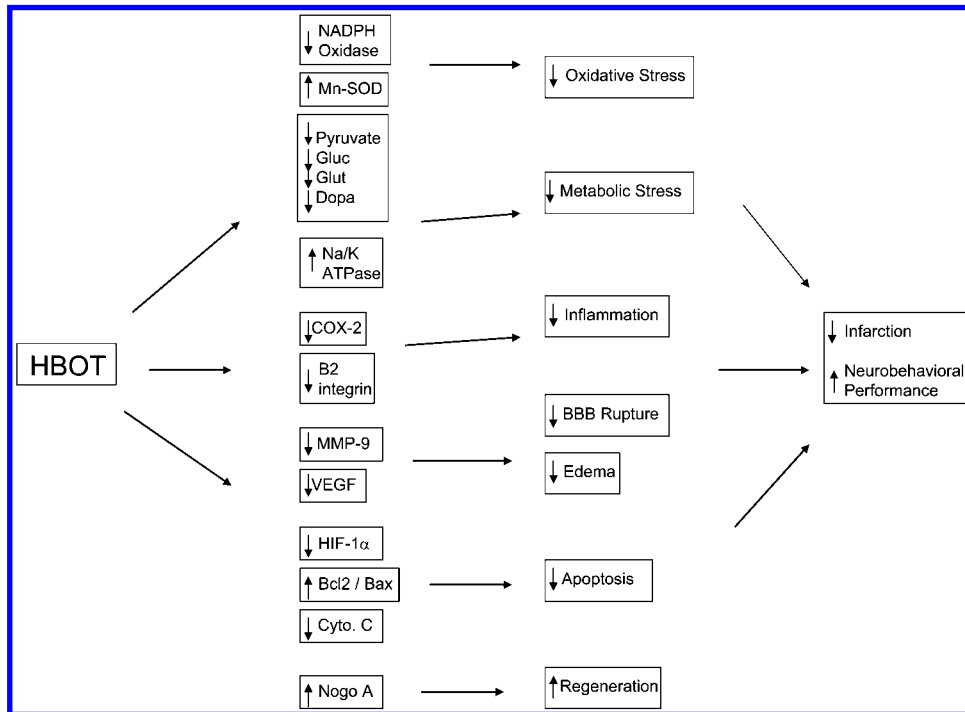 HBOT
↓ NADPH
Oxidase
↑ Mn-SOD
↓ Pyruvate
↓ Gluc
↓ Glut
↓ Dopa
↑ Na/K
ATPase
↓ COX-2
↓ B2
integrin
↓ MMP-9
↓ VEGF
↓ HIF-1α
↑ Bcl2 / Bax
↓ Cyto. C
↑ Nogo A
↓ Oxidative Stress
↓ Metabolic Stress
↓ Inflammation
↓ BBB Rupture
↓ Edema
↓ Apoptosis
↑ Regeneration
↓ Infarction
↑ Neurobehavioral
Performance